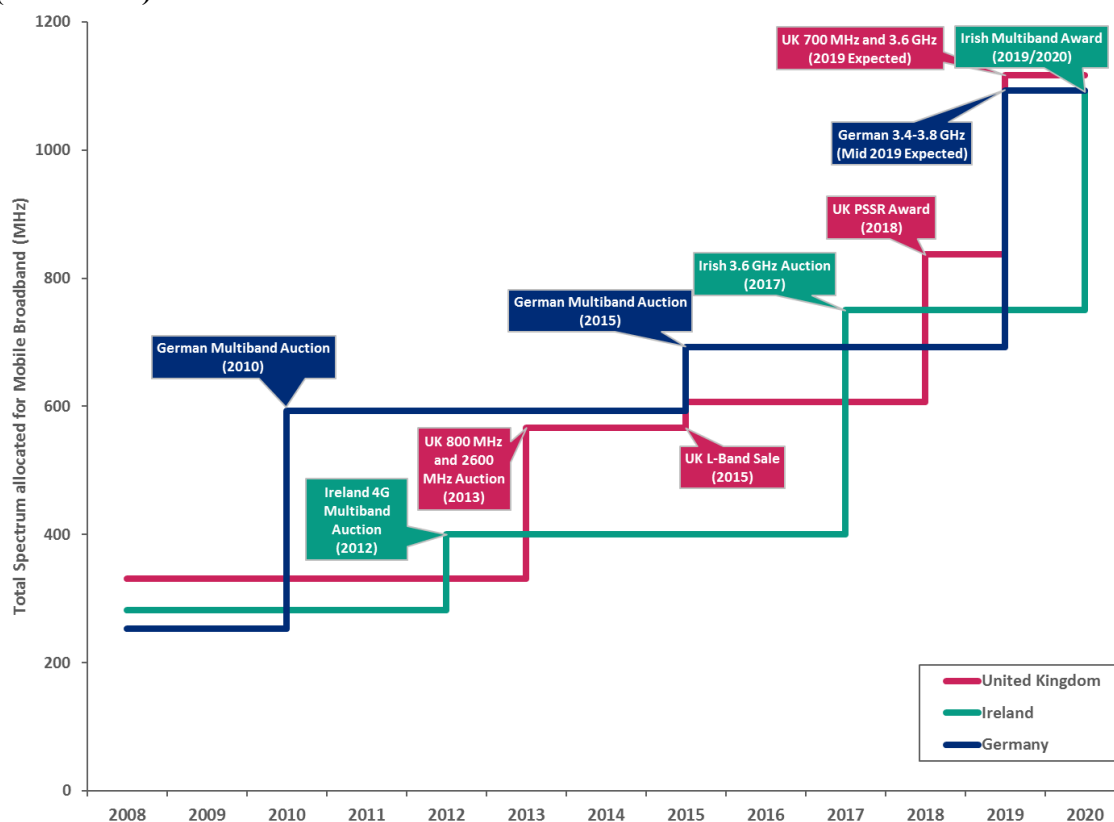 1200
1000
800
600
400
200
0
Total Spectrum allocated for Mobile Broadband (MHz)
UK 700 MHz and 3.6 GHz
(2019 Expected)
Irish Multiband Award
(2019/2020)
German 3.4-3.8 GHz
(Mid 2019 Expected)
UK PSSR Award
(2018)
Irish 3.6 GHz Auction
(2017)
German Multiband Auction
(2015)
German Multiband Auction
(2010)
UK 800 MHz
and 2600
MHz Auction
(2013)
UK L-Band Sale
(2015)
Ireland 4G
Multiband
Auction
(2012)
United Kingdom
Ireland
Germany
2008 2009 2010 2011 2012 2013 2014 2015 2016 2017 2018 2019 2020